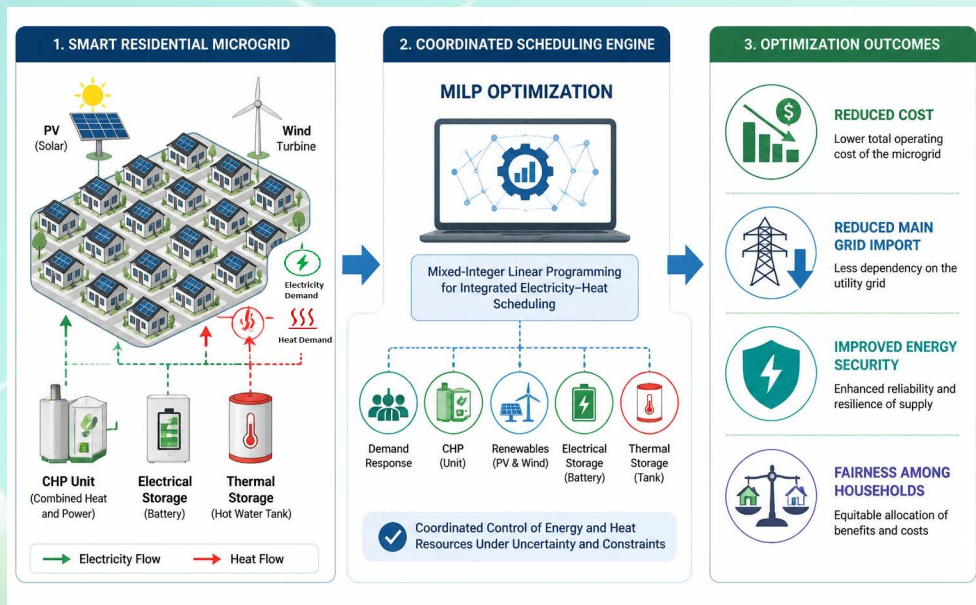 1. SMART RESIDENTIAL MICROGRID
PV
(Solar)
Wind
Turbine
Electricity
Demand
Heat Demand
CHP Unit
(Combined Heat
and Power)
Electrical
Storage
(Battery)
Thermal
Storage
(Hot Water Tank)
Electricity Flow
Heat Flow
2. COORDINATED SCHEDULING ENGINE
MILP OPTIMIZATION
Mixed-Integer Linear Programming
for Integrated Electricity–Heat
Scheduling
Demand
Response
CHP
(Unit)
Renewables
(PV & Wind)
Electrical
Storage
(Battery)
Thermal
Storage
(Tank)
Coordinated Control of Energy and Heat
Resources Under Uncertainty and Constraints
3. OPTIMIZATION OUTCOMES
$
REDUCED COST
Lower total operating
cost of the microgrid
REDUCED MAIN
GRID IMPORT
Less dependency on the
utility grid
IMPROVED ENERGY
SECURITY
Enhanced reliability and
resilience of supply
FAIRNESS AMONG
HOUSEHOLDS
Equitable allocation of
benefits and costs